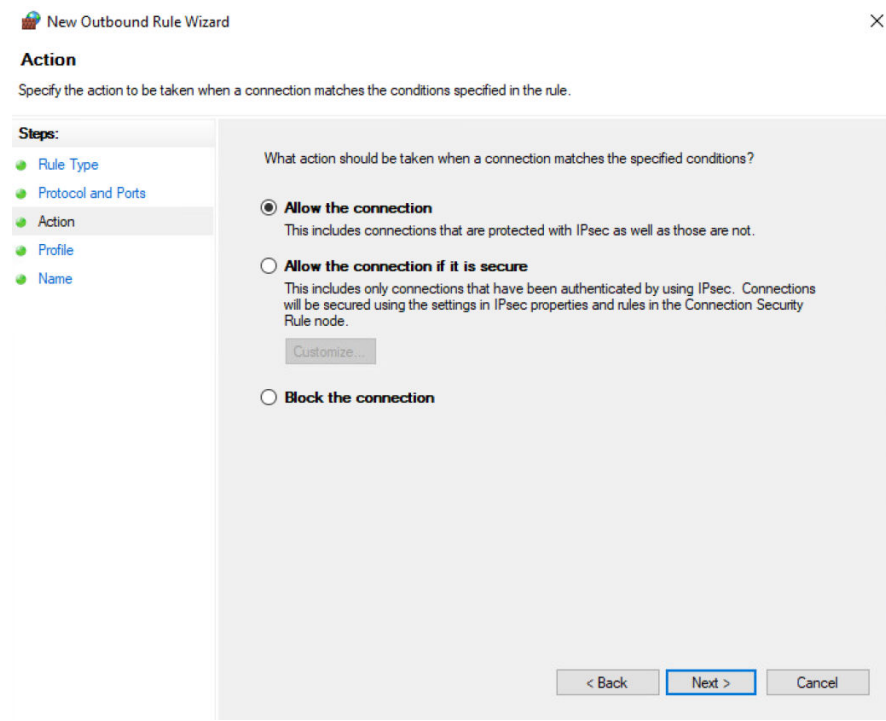 New Outbound Rule Wizard
Action
Specify the action to be taken when a connection matches the conditions specified in the rule.
Steps:
Rule Type
Protocol and Ports
Action
Profile
Name
What action should be taken when a connection matches the specified conditions?
Allow the connection
This includes connections that are protected with IPsec as well as those are not.
Allow the connection if it is secure
This includes only connections that have been authenticated by using IPsec. Connections
will be secured using the settings in IPsec properties and rules in the Connection Security
Rule node.
Customize...
Block the connection
< Back
Next >
Cancel